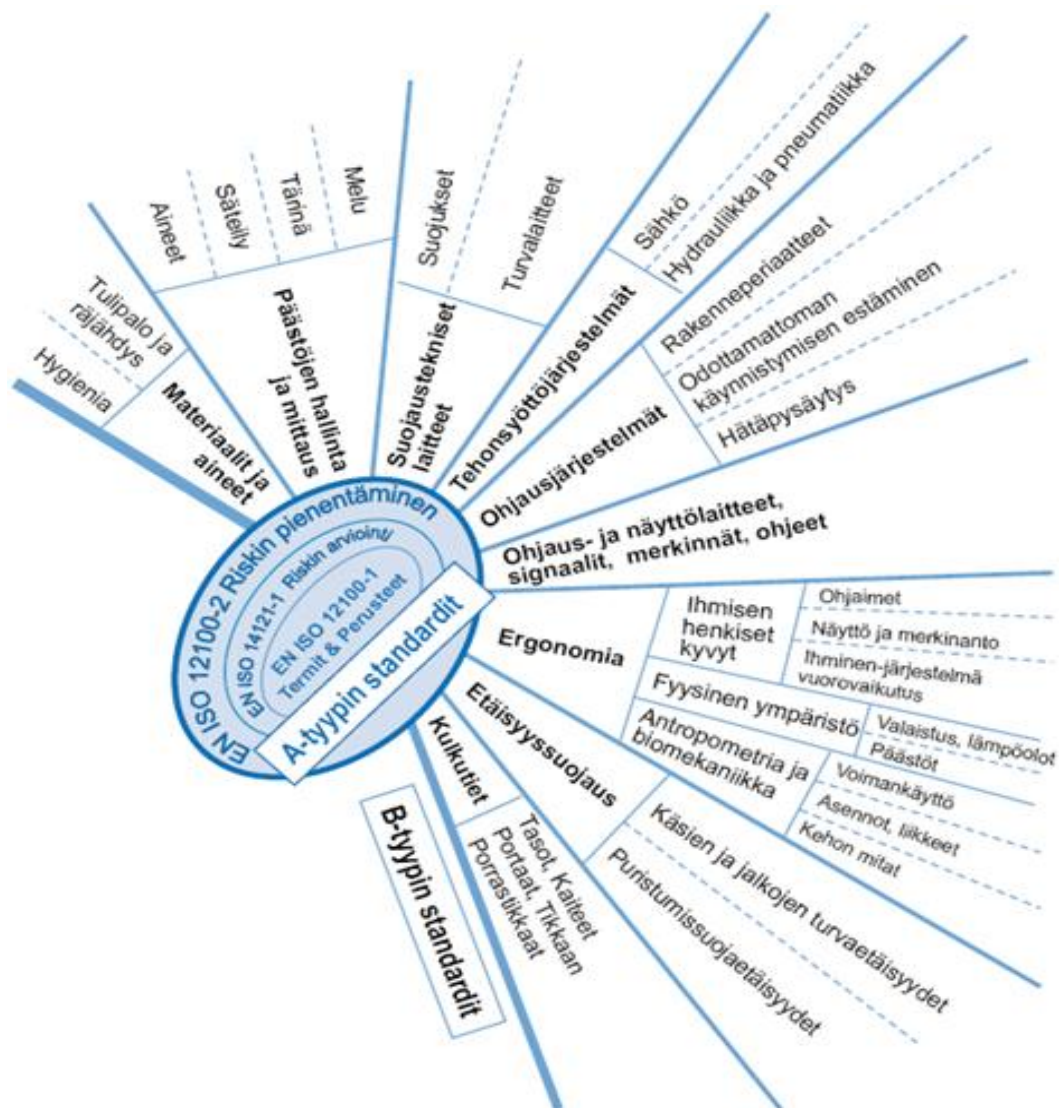 Hygienia
Tulipalo ja
räjähdys
Materiaalit ja
aineet
Aineet
Säteily
Tärinä
Melu
Päästöjen hallinta
ja mittaus
Suojukset
Turvalaitteet
Suojaustekniset
laitteet
Sähkö
Hydrauliikka ja pneumatiikka
Tehonsyöttöjärjestelmät
Rakenneperiaatteet
Odottamattoman
käynnistymisen estäminen
Hätäpysäytys
Ohjausjärjestelmät
Ohjaus- ja näyttölaitteet,
signaalit, merkinnät, ohjeet
Ergonomia
Ihmisen
henkiset
kyvyt
Ohjaimet
Näyttö ja merkinanto
Ihminen-järjestelmä
vuorovaikutus
Fyysinen ympäristö
Valaistus, lämpöolot
Päästöt
Antropometria ja
biomekaniikka
Voimankäyttö
Asennot, liikkeet
Kehon mitat
Etäisyyssuojaus
Käsien ja jalkojen turvaetäisyydet
Puristumissuojaetäisyydet
Kulkutiet
Tasot, Kaiteet
Portaat, Tikkaan
Porrastikkaat
EN ISO 12100-2 Riskin pienentäminen
EN ISO 14121-1 Riskin arvioint/
EN ISO 12100-1
Termit & Perusteet
A-tyypin standardit
B-tyypin standardit